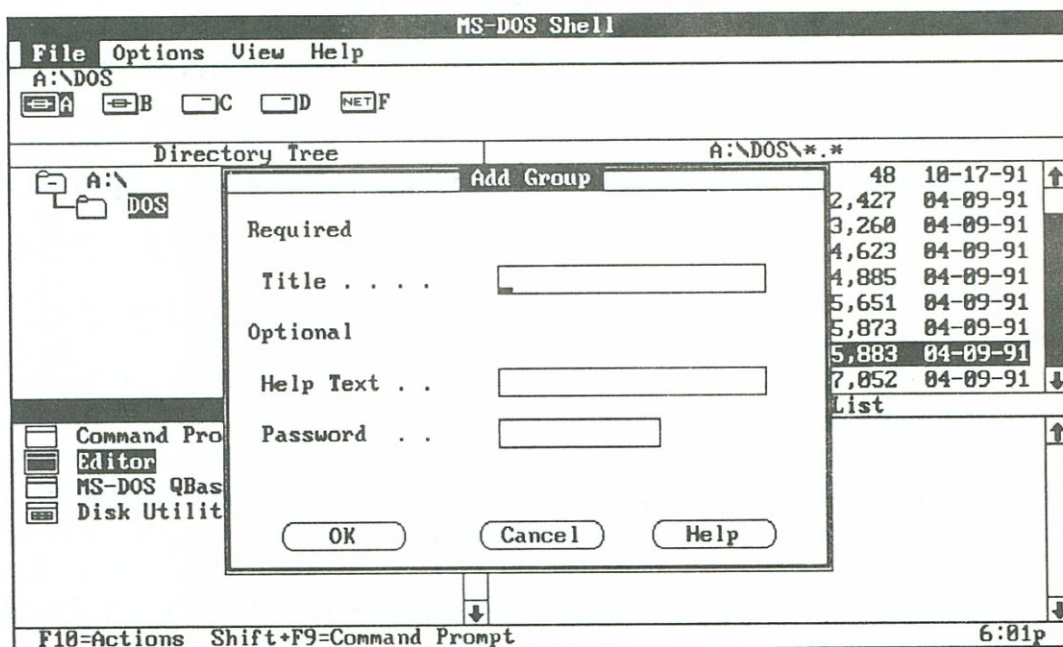 MS-DOS Shell
File Options View Help
A:\DOS
A B C D NET F
Directory Tree
A:\DOS\*.*
A:\
DOS
48 10-17-91
2,427 04-09-91
3,260 04-09-91
4,623 04-09-91
4,885 04-09-91
5,651 04-09-91
5,873 04-09-91
5,883 04-09-91
7,052 04-09-91
Add Group
Required
Title . . . .
Optional
Help Text . .
Password . .
OK Cancel Help
List
Command Pro
Editor
MS-DOS QBas
Disk Utilit
F10=Actions Shift+F9=Command Prompt 6:01p